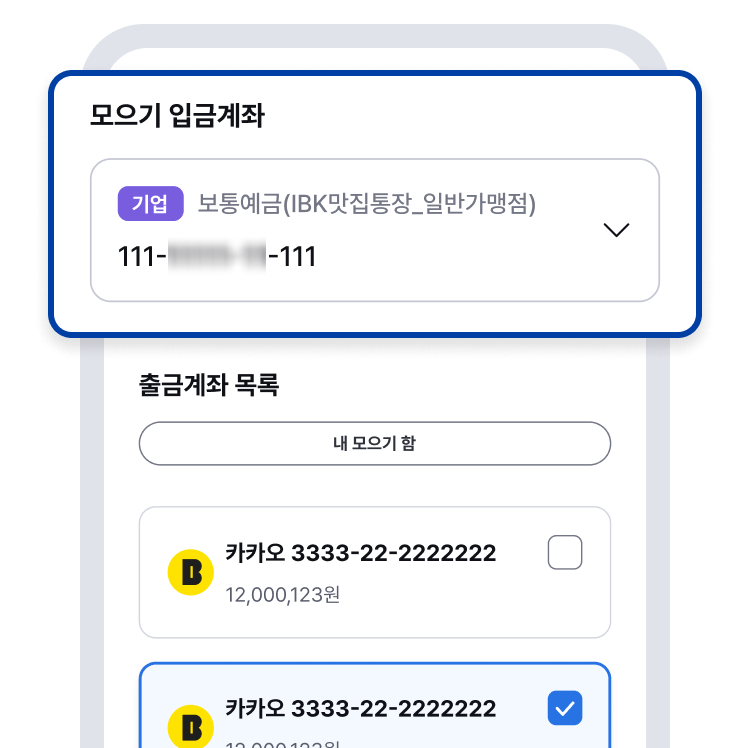 모으기 입금계좌
기업 보통예금(IBK맛집통장_일반가맹점)
111-
-111
출금계좌 목록
내 모으기 함
카카오 3333-22-2222222
12,000,123원
카카오 3333-22-2222222